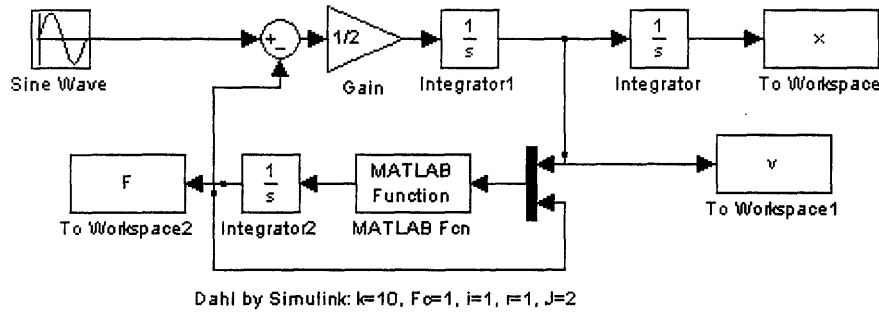 1/2
1
s
1
s
x
Sine Wave
Gain
Integrator1
Integrator
To Workspace
F
1
s
MATLAB
Function
v
To Workspace2
Integrator2
MATLAB Fcn
To Workspace1
Dahl by Simulink: k=10, Fc=1, i=1, r=1, J=2